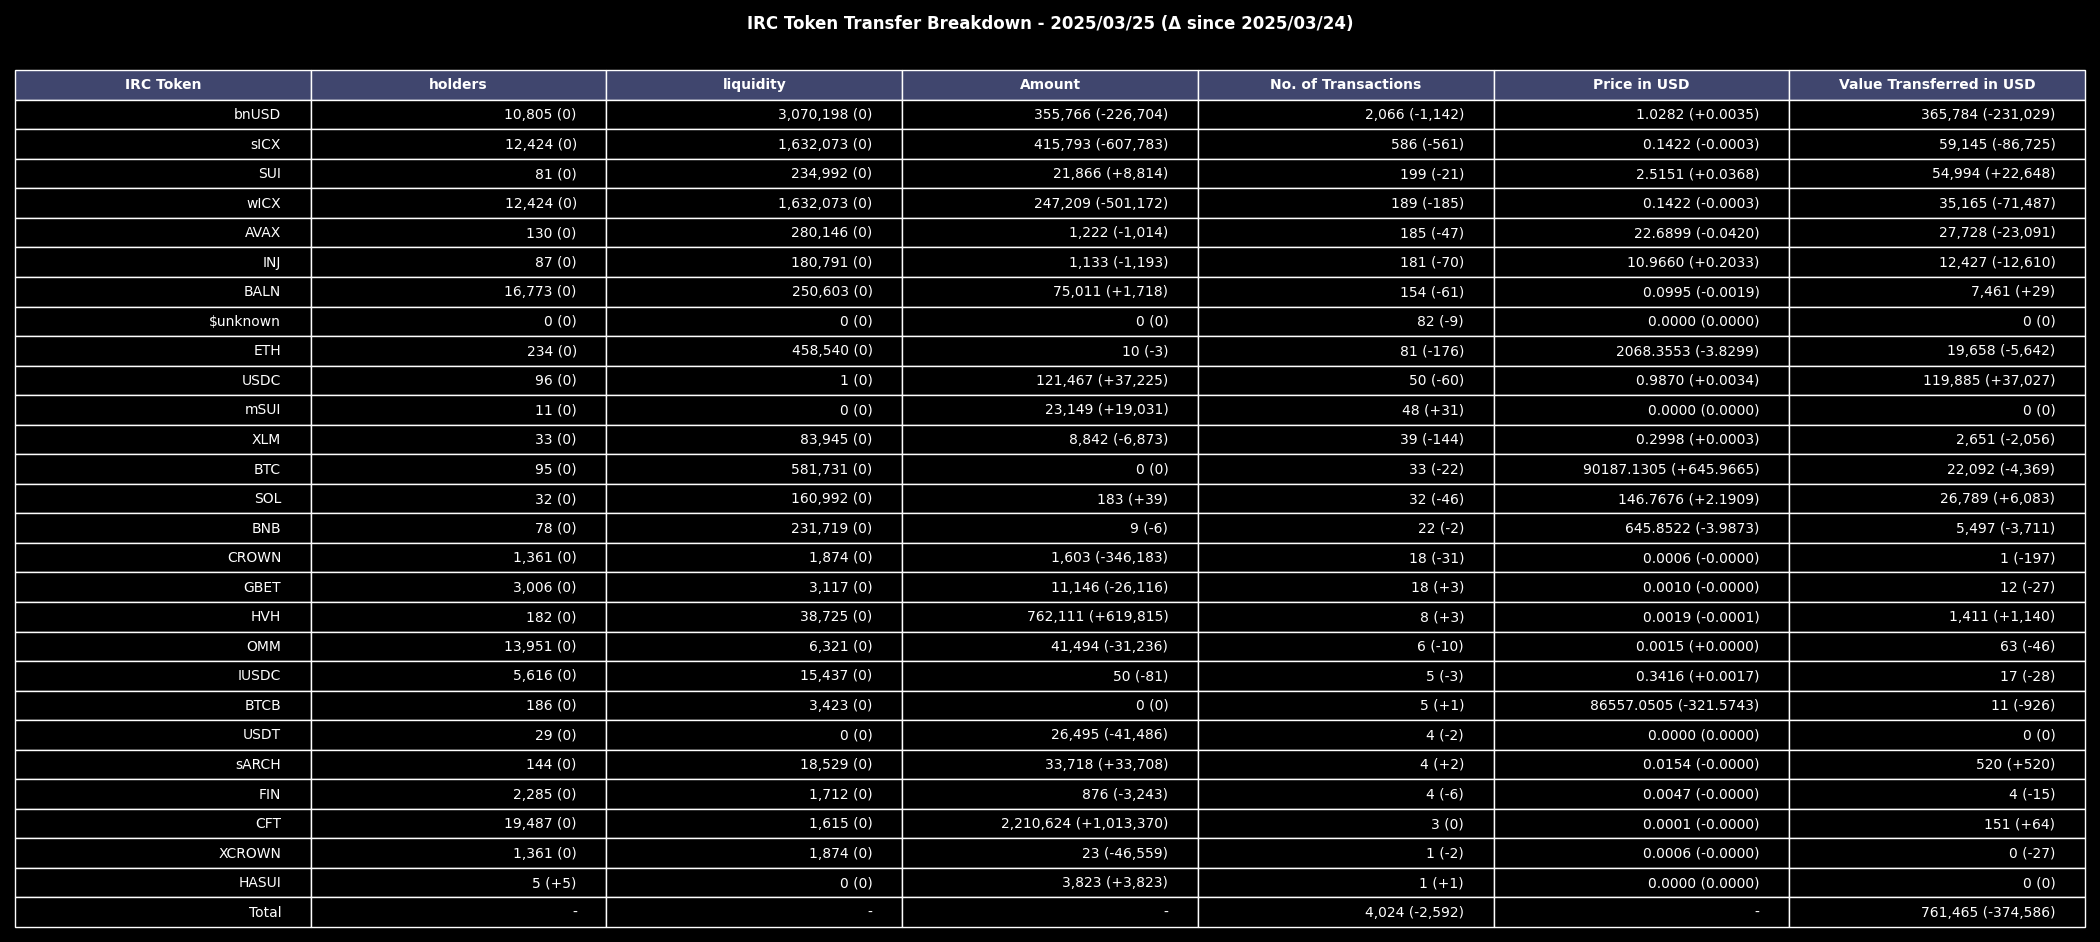 IRC Token Transfer Breakdown - 2025/03/25 (Δ since 2025/03/24)
IRC Token holders liquidity Amount No. of Transactions Price in USD Value Transferred in USD
bnUSD 10,805 (0) 3,070,198 (0) 355,766 (-226,704) 2,066 (-1,142) 1.0282 (+0.0035) 365,784 (-231,029)
sICX 12,424 (0) 1,632,073 (0) 415,793 (-607,783) 586 (-561) 0.1422 (-0.0003) 59,145 (-86,725)
SUI 81 (0) 234,992 (0) 21,866 (+8,814) 199 (-21) 2.5151 (+0.0368) 54,994 (+22,648)
wICX 12,424 (0) 1,632,073 (0) 247,209 (-501,172) 189 (-185) 0.1422 (-0.0003) 35,165 (-71,487)
AVAX 130 (0) 280,146 (0) 1,222 (-1,014) 185 (-47) 22.6899 (-0.0420) 27,728 (-23,091)
INJ 87 (0) 180,791 (0) 1,133 (-1,193) 181 (-70) 10.9660 (+0.2033) 12,427 (-12,610)
BALN 16,773 (0) 250,603 (0) 75,011 (+1,718) 154 (-61) 0.0995 (-0.0019) 7,461 (+29)
$unknown 0 (0) 0 (0) 0 (0) 82 (-9) 0.0000 (0.0000) 0 (0)
ETH 234 (0) 458,540 (0) 10 (-3) 81 (-176) 2068.3553 (-3.8299) 19,658 (-5,642)
USDC 96 (0) 1 (0) 121,467 (+37,225) 50 (-60) 0.9870 (+0.0034) 119,885 (+37,027)
mSUI 11 (0) 0 (0) 23,149 (+19,031) 48 (+31) 0.0000 (0.0000) 0 (0)
XLM 33 (0) 83,945 (0) 8,842 (-6,873) 39 (-144) 0.2998 (+0.0003) 2,651 (-2,056)
BTC 95 (0) 581,731 (0) 0 (0) 33 (-22) 90187.1305 (+645.9665) 22,092 (-4,369)
SOL 32 (0) 160,992 (0) 183 (+39) 32 (-46) 146.7676 (+2.1909) 26,789 (+6,083)
BNB 78 (0) 231,719 (0) 9 (-6) 22 (-2) 645.8522 (-3.9873) 5,497 (-3,711)
CROWN 1,361 (0) 1,874 (0) 1,603 (-346,183) 18 (-31) 0.0006 (-0.0000) 1 (-197)
GBET 3,006 (0) 3,117 (0) 11,146 (-26,116) 18 (+3) 0.0010 (-0.0000) 12 (-27)
HVH 182 (0) 38,725 (0) 762,111 (+619,815) 8 (+3) 0.0019 (-0.0001) 1,411 (+1,140)
OMM 13,951 (0) 6,321 (0) 41,494 (-31,236) 6 (-10) 0.0015 (+0.0000) 63 (-46)
IUSDC 5,616 (0) 15,437 (0) 50 (-81) 5 (-3) 0.3416 (+0.0017) 17 (-28)
BTCB 186 (0) 3,423 (0) 0 (0) 5 (+1) 86557.0505 (-321.5743) 11 (-926)
USDT 29 (0) 0 (0) 26,495 (-41,486) 4 (-2) 0.0000 (0.0000) 0 (0)
sARCH 144 (0) 18,529 (0) 33,718 (+33,708) 4 (+2) 0.0154 (-0.0000) 520 (+520)
FIN 2,285 (0) 1,712 (0) 876 (-3,243) 4 (-6) 0.0047 (-0.0000) 4 (-15)
CFT 19,487 (0) 1,615 (0) 2,210,624 (+1,013,370) 3 (0) 0.0001 (-0.0000) 151 (+64)
XCROWN 1,361 (0) 1,874 (0) 23 (-46,559) 1 (-2) 0.0006 (-0.0000) 0 (-27)
HASUI 5 (+5) 0 (0) 3,823 (+3,823) 1 (+1) 0.0000 (0.0000) 0 (0)
Total - - - 4,024 (-2,592) - 761,465 (-374,586)